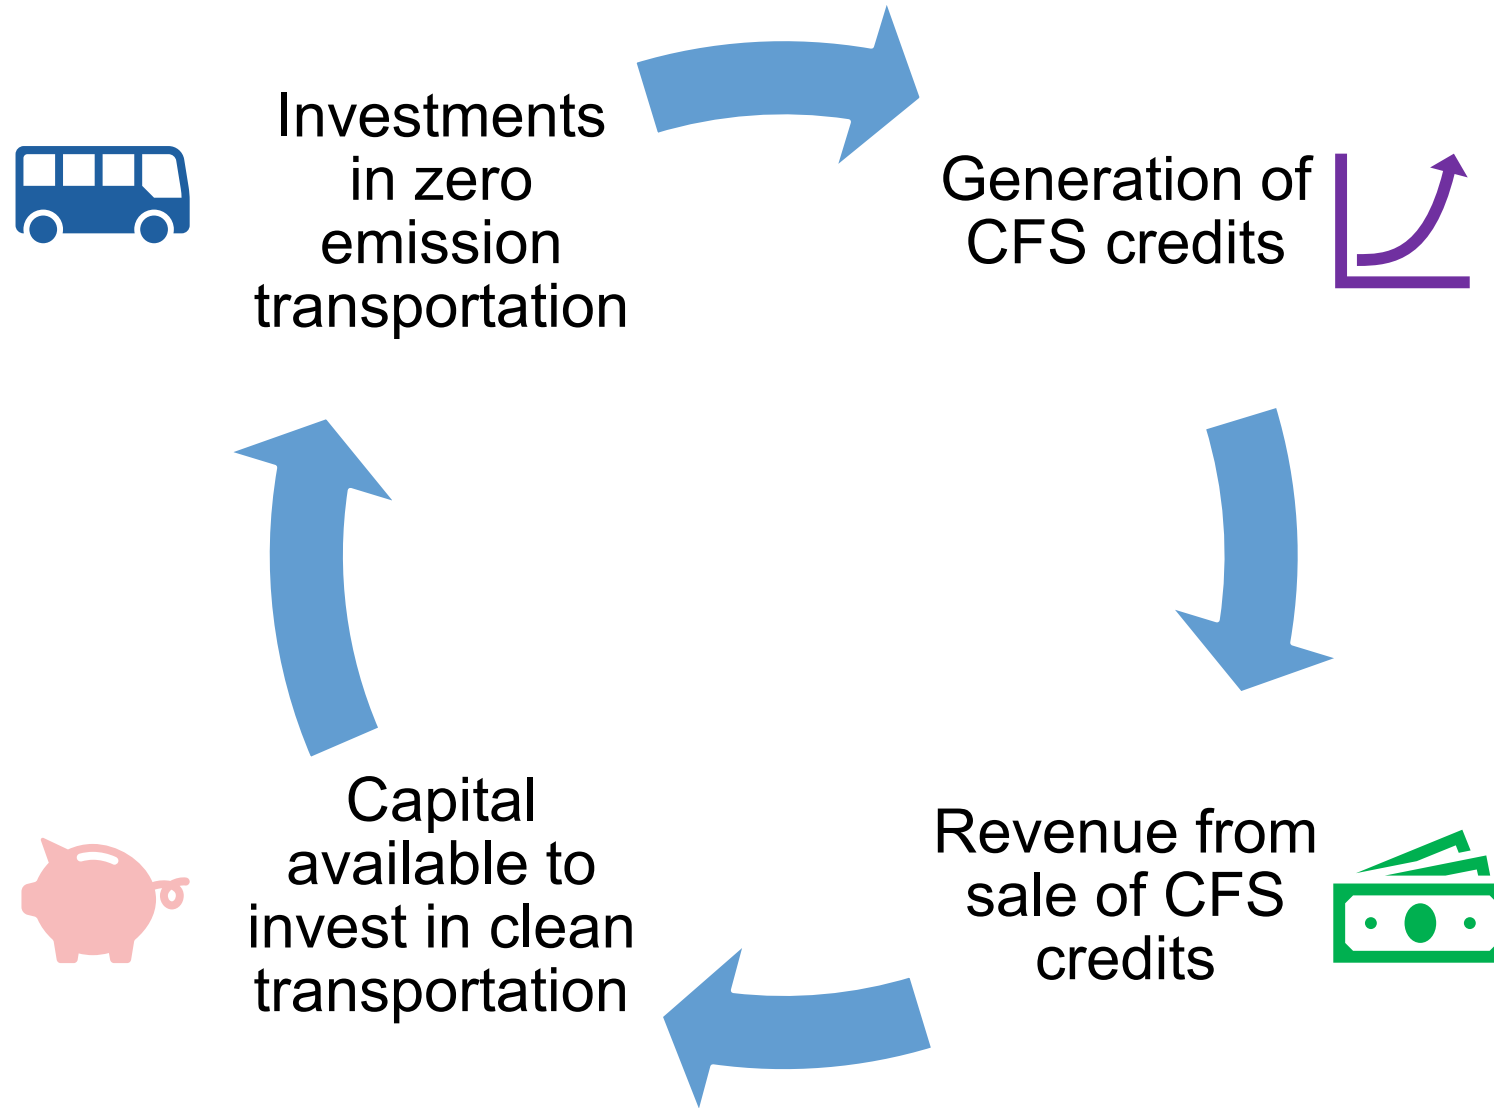 Investments
in zero
emission
transportation
Generation of
CFS credits
Revenue from
sale of CFS
credits
Capital
available to
invest in clean
transportation